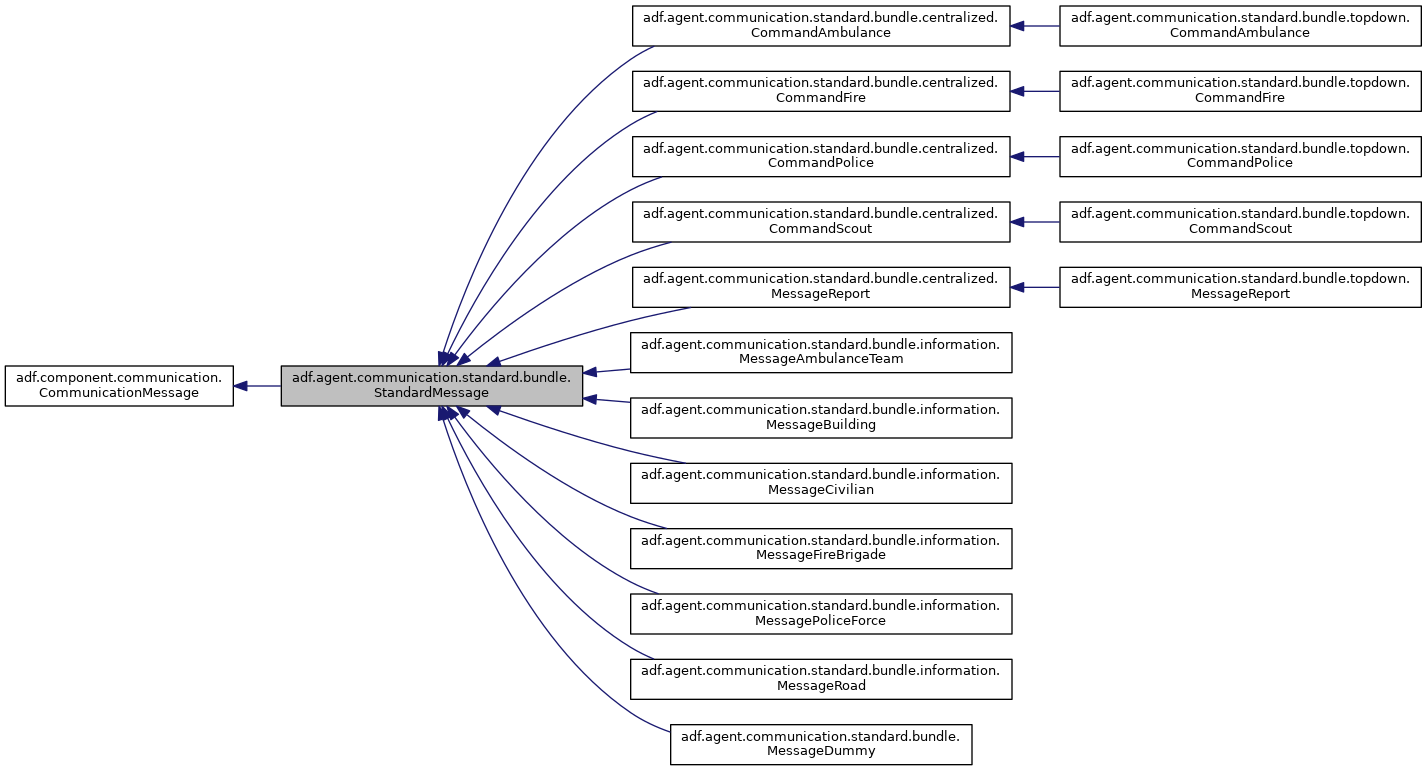 adf.agent.communication.standard.bundle.centralized.
CommandAmbulance
adf.agent.communication.standard.bundle.topdown.
CommandAmbulance
adf.agent.communication.standard.bundle.centralized.
CommandFire
adf.agent.communication.standard.bundle.topdown.
CommandFire
adf.agent.communication.standard.bundle.centralized.
CommandPolice
adf.agent.communication.standard.bundle.topdown.
CommandPolice
adf.agent.communication.standard.bundle.centralized.
CommandScout
adf.agent.communication.standard.bundle.topdown.
CommandScout
adf.agent.communication.standard.bundle.centralized.
MessageReport
adf.agent.communication.standard.bundle.topdown.
MessageReport
adf.agent.communication.standard.bundle.information.
MessageAmbulanceTeam
adf.component.communication.
CommunicationMessage
adf.agent.communication.standard.bundle.
StandardMessage
adf.agent.communication.standard.bundle.information.
MessageBuilding
adf.agent.communication.standard.bundle.information.
MessageCivilian
adf.agent.communication.standard.bundle.information.
MessageFireBrigade
adf.agent.communication.standard.bundle.information.
MessagePoliceForce
adf.agent.communication.standard.bundle.information.
MessageRoad
adf.agent.communication.standard.bundle.
MessageDummy